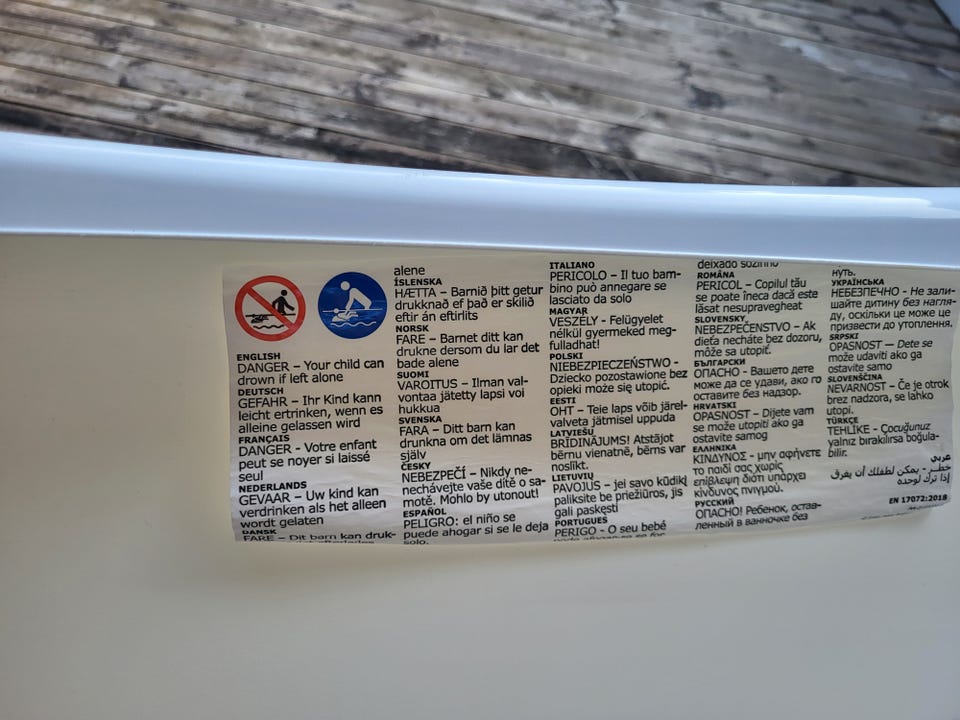 ENGLISH
DANGER – Your child can
drown if left alone
DEUTSCH
GEFAHR – Ihr Kind kann
leicht ertrinken, wenn es
alleine gelassen wird
FRANÇAIS
DANGER - Votre enfant
peut se noyer si laissé
seul
NEDERLANDS
GEVAAR – Uw kind kan
verdrinken als het alleen
wordt gelaten
DANSK
FARE – Dit barn kan druk-
alene
ÍSLENSKA
HÆTTA – Barnið þitt getur
drukknað ef það er skilið
eftir án eftirlits
NORSK
FARE – Barnet ditt kan
drukne dersom du lar det
bade alene
SUOMI
VAROITUS – Ilman val-
vontaa jätetty lapsi voi
hukkua
SVENSKA
FARA – Ditt barn kan
drunkna om det lämnas
själv
ČESKY
NEBEZPEČÍ – Nikdy ne-
nechávejte vaše dítě o sa-
motě. Mohlo by utonout!
ESPAÑOL
PELIGRO: el niño se
puede ahogar si se le deja
solo.
ITALIANO
PERICOLO – Il tuo bam-
bino può annegare se
lasciato da solo
MAGYAR
VESZÉLY - Felügyelet
nélkül gyermeked meg-
fulladhat!
POLSKI
NIEBEZPIECZEŃSTWO -
Dziecko pozostawione bez
opieki może się utopić.
EESTI
OHT – Teie laps võib järel-
valveta jätmisel uppuda
LATVIEŠU
BRĪDINĀJUMS! Atstājot
bērnu vienatnē, bērns var
noslīkt.
LIETUVIŲ
PAVOJUS – jei savo kūdikį
paliksite be priežiūros, jis
gali paskęsti
PORTUGUES
PERIGO - O seu bebé
deixado sozinho
ROMÂNA
PERICOL – Copilul tău
se poate îneca dacă este
lăsat nesupravegheat
SLOVENSKY
NEBEZPEČENSTVO – Ak
dieťa necháte bez dozoru,
môže sa utopiť.
БЪЛГАРСКИ
ОПАСНО – Вашето дете
може да се удави, ако го
оставите без надзор.
HRVATSKI
OPASNOST – Dijete vam
se može utopiti ako ga
ostavite samog
ΕΛΛΗΝΙΚΑ
ΚΙΝΔΥΝΟΣ – μην αφήνετε
το παιδί σας χωρίς
επίβλεψη διότι υπάρχει
κίνδυνος πνιγμού.
РУССКИЙ
ОПАСНО! Ребенок, остав-
ленный в ванночке без
нуть.
УКРАЇНСЬКА
НЕБЕЗПЕЧНО - Не зали-
шайте дитину без нагля-
ду, оскільки це може це
призвести до утоплення.
SRPSKI
OPASNOST — Dete se
može udaviti ako ga
ostavite samo
SLOVENŠČINA
NEVARNOST – Če je otrok
brez nadzora, se lahko
utopi.
TÜRKÇE
TEHLİKE - Çocuğunuz
yalnız bırakılırsa boğula-
bilir.
عربي
خطر – يمكن لطفلك أن يغرق
إذا ترك لوحده
EN 17072:2018